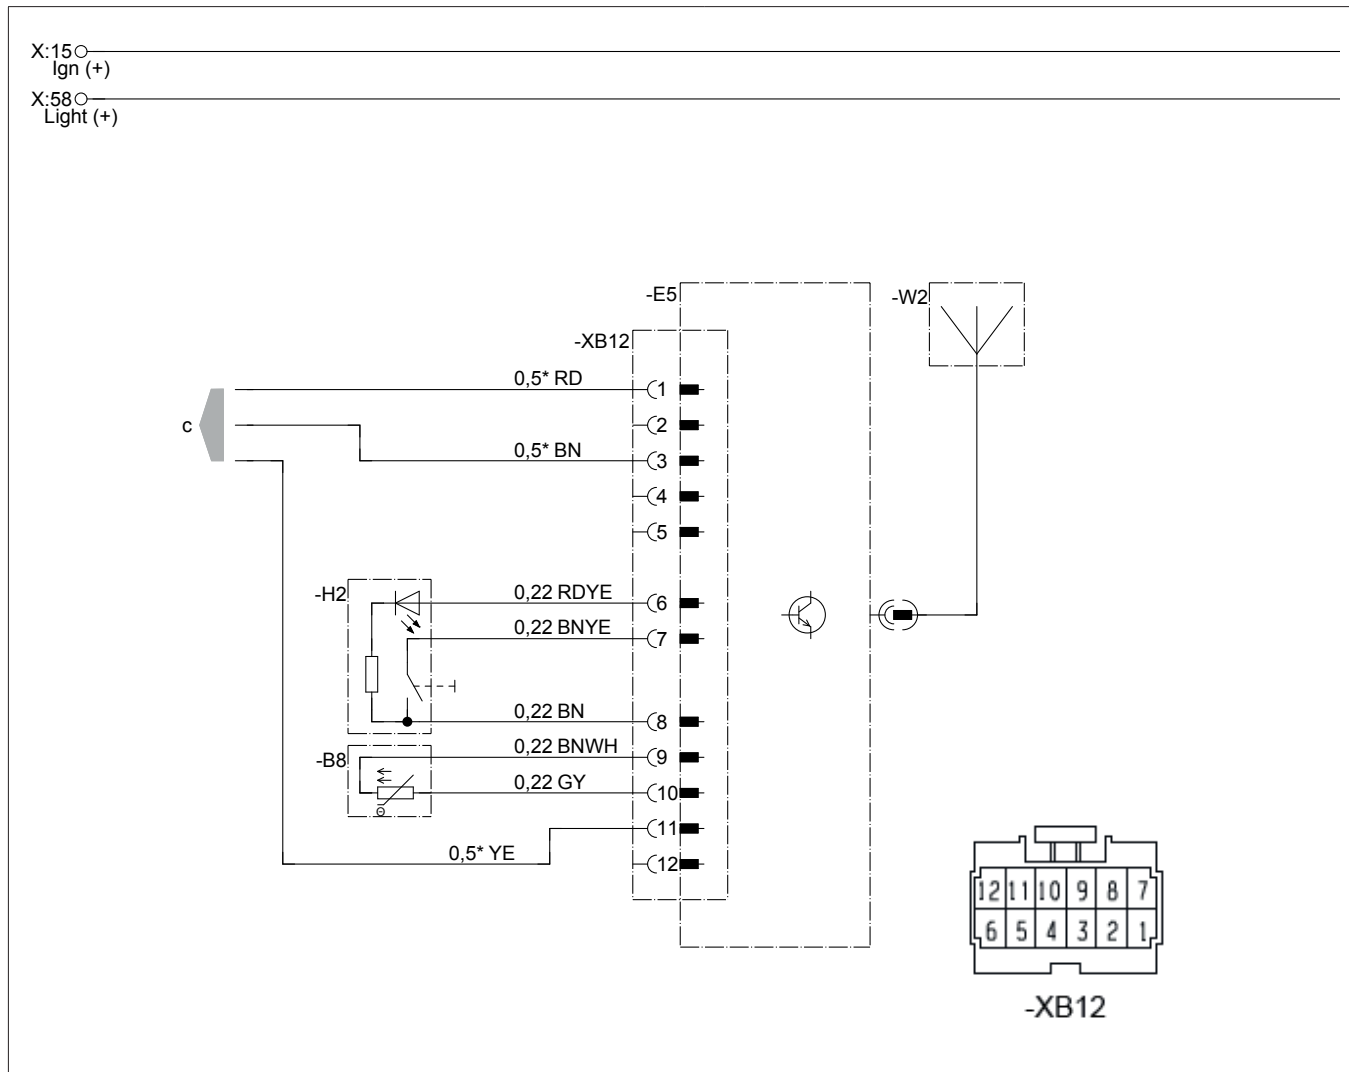 X:15
Ign (+)
X:58
Light (+)
-E5
-W2
-XB12
0,5* RD
1
c
2
0,5* BN
3
4
5
-H2
0,22 RDYE
6
0,22 BNYE
7
0,22 BN
8
-B8
0,22 BNWH
9
0,22 GY
10
11
0,5* YE
12
12 11 10 9 8 7
6 5 4 3 2 1
-XB12